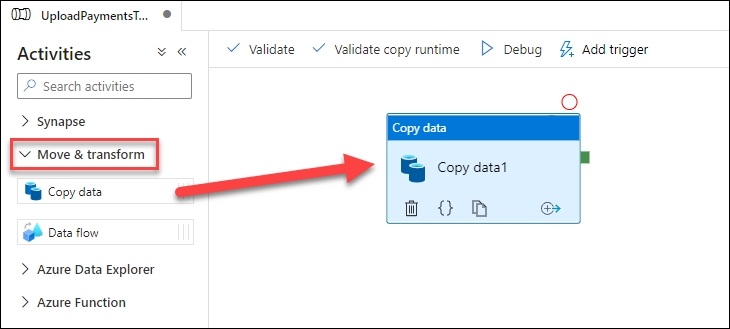 UploadPaymentsT...
Activities
Search activities
Synapse
Move & transform
Copy data
Data flow
Azure Data Explorer
Azure Function
Validate
Validate copy runtime
Debug
Add trigger
Copy data
Copy data1
{}